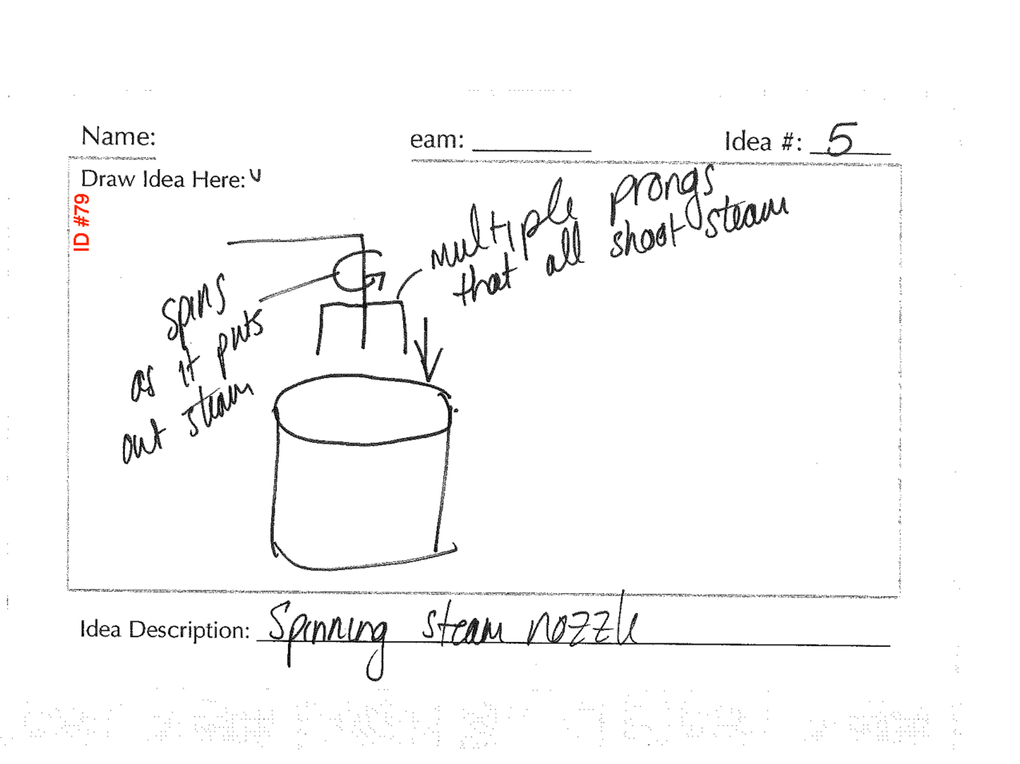 Name:
eam:
Idea #: 5
Draw Idea Here:
ID #79
multiple prongs
that all shoot steam
spins
as it puts
out steam
Idea Description: Spinning steam nozzle